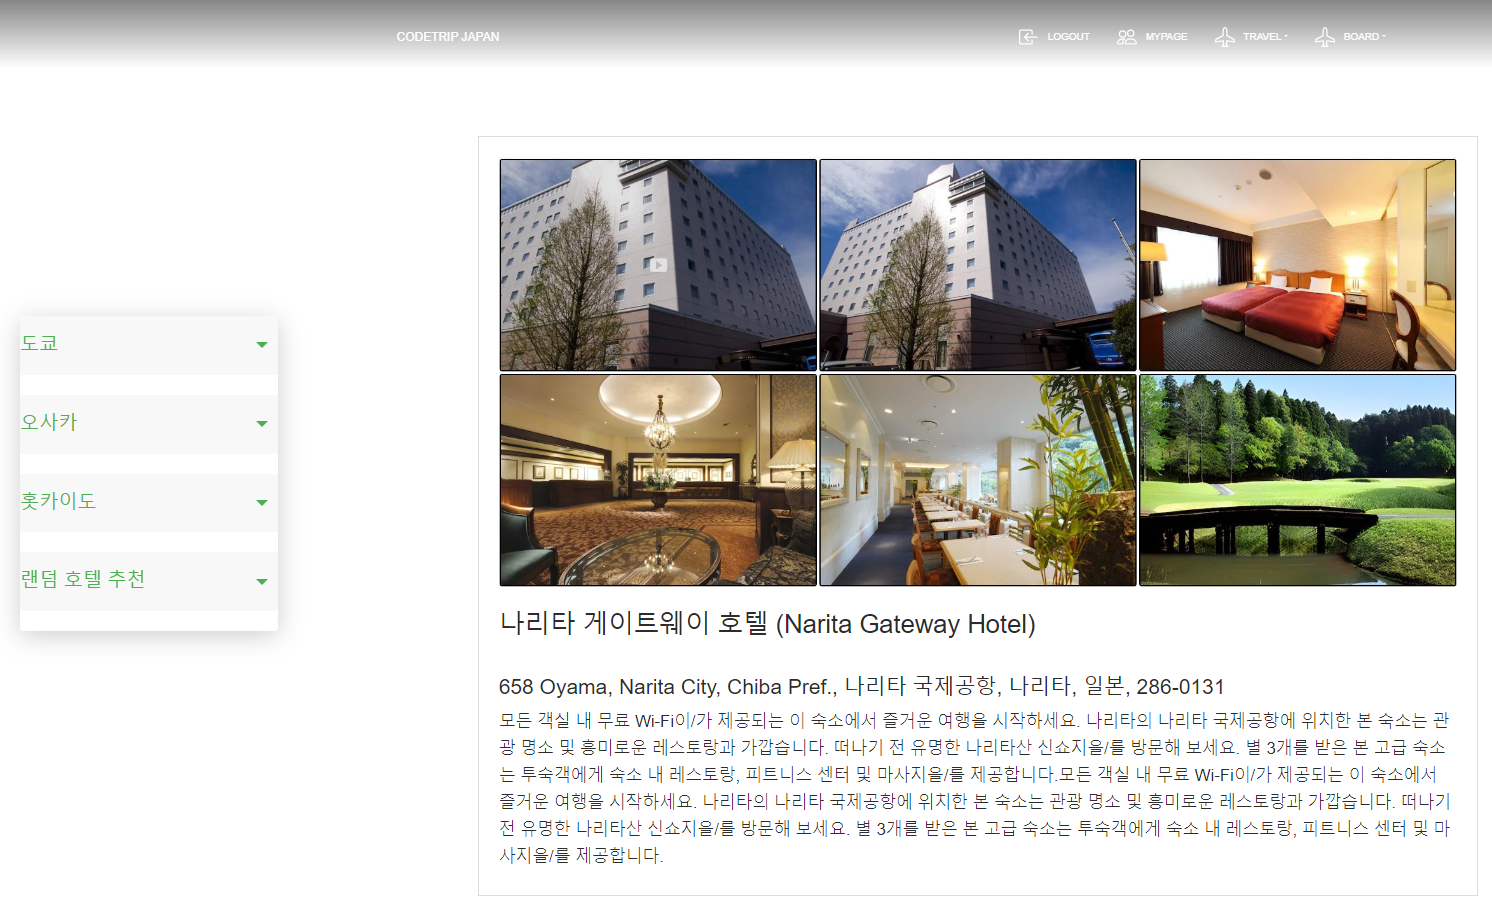 CODETRIP JAPAN
LOGOUT
MYPAGE
TRAVEL
BOARD
도쿄
오사카
홋카이도
랜덤 호텔 추천
나리타 게이트웨이 호텔 (Narita Gateway Hotel)
658 Oyama, Narita City, Chiba Pref., 나리타 국제공항, 나리타, 일본, 286-0131
모든 객실 내 무료 Wi-Fi이/가 제공되는 이 숙소에서 즐거운 여행을 시작하세요. 나리타의 나리타 국제공항에 위치한 본 숙소는 관
광 명소 및 흥미로운 레스토랑과 가깝습니다. 떠나기 전 유명한 나리타산 신쇼지을/를 방문해 보세요. 별 3개를 받은 본 고급 숙소
는 투숙객에게 숙소 내 레스토랑, 피트니스 센터 및 마사지을/를 제공합니다.모든 객실 내 무료 Wi-Fi이/가 제공되는 이 숙소에서
즐거운 여행을 시작하세요. 나리타의 나리타 국제공항에 위치한 본 숙소는 관광 명소 및 흥미로운 레스토랑과 가깝습니다. 떠나기
전 유명한 나리타산 신쇼지을/를 방문해 보세요. 별 3개를 받은 본 고급 숙소는 투숙객에게 숙소 내 레스토랑, 피트니스 센터 및 마
사지을/를 제공합니다.